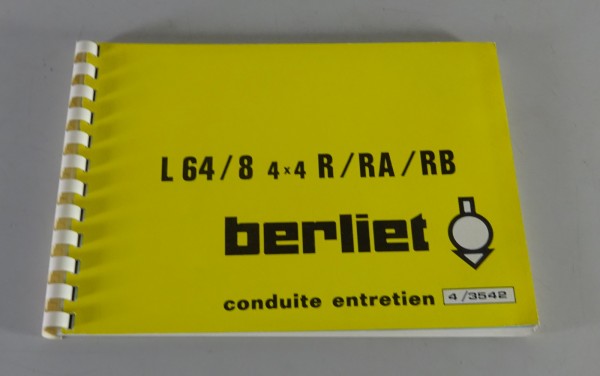 L 64/8 4x4 R/RA/RB
berliet
conduite entretien 4/3542